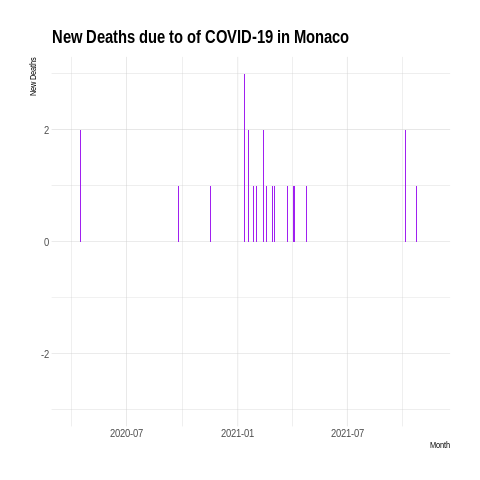 New Deaths due to of COVID-19 in Monaco
New Deaths
2
0
-2
2020-07
2021-01
2021-07
Month